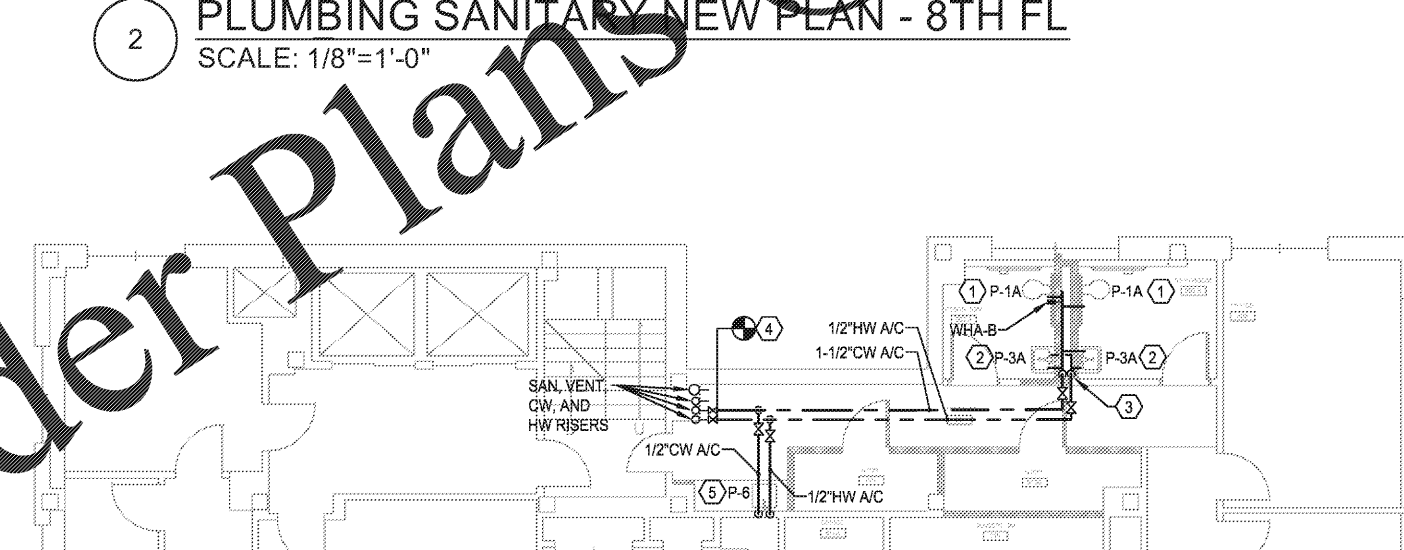 2
PLUMBING SANITARY NEW PLAN - 8TH FL
SCALE: 1/8"=1'-0"
der Plans
1 P-1A
P-1A 1
WHA-B
4
1/2"HW A/C
1-1/2"CW A/C
2 P-3A
P-3A 2
3
SAN, VENT,
CW, AND
HW RISERS
1/2"CW A/C
5 P-6
1/2"HW A/C